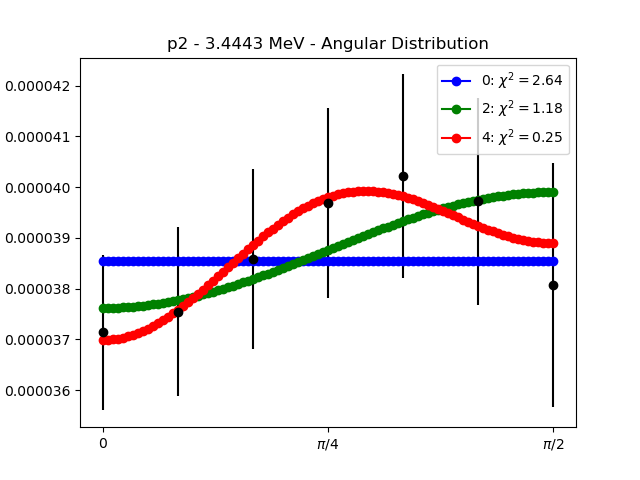 p2 - 3.4443 MeV - Angular Distribution
0: χ² = 2.64
2: χ² = 1.18
4: χ² = 0.25
0.000042
0.000041
0.000040
0.000039
0.000038
0.000037
0.000036
0
π/4
π/2